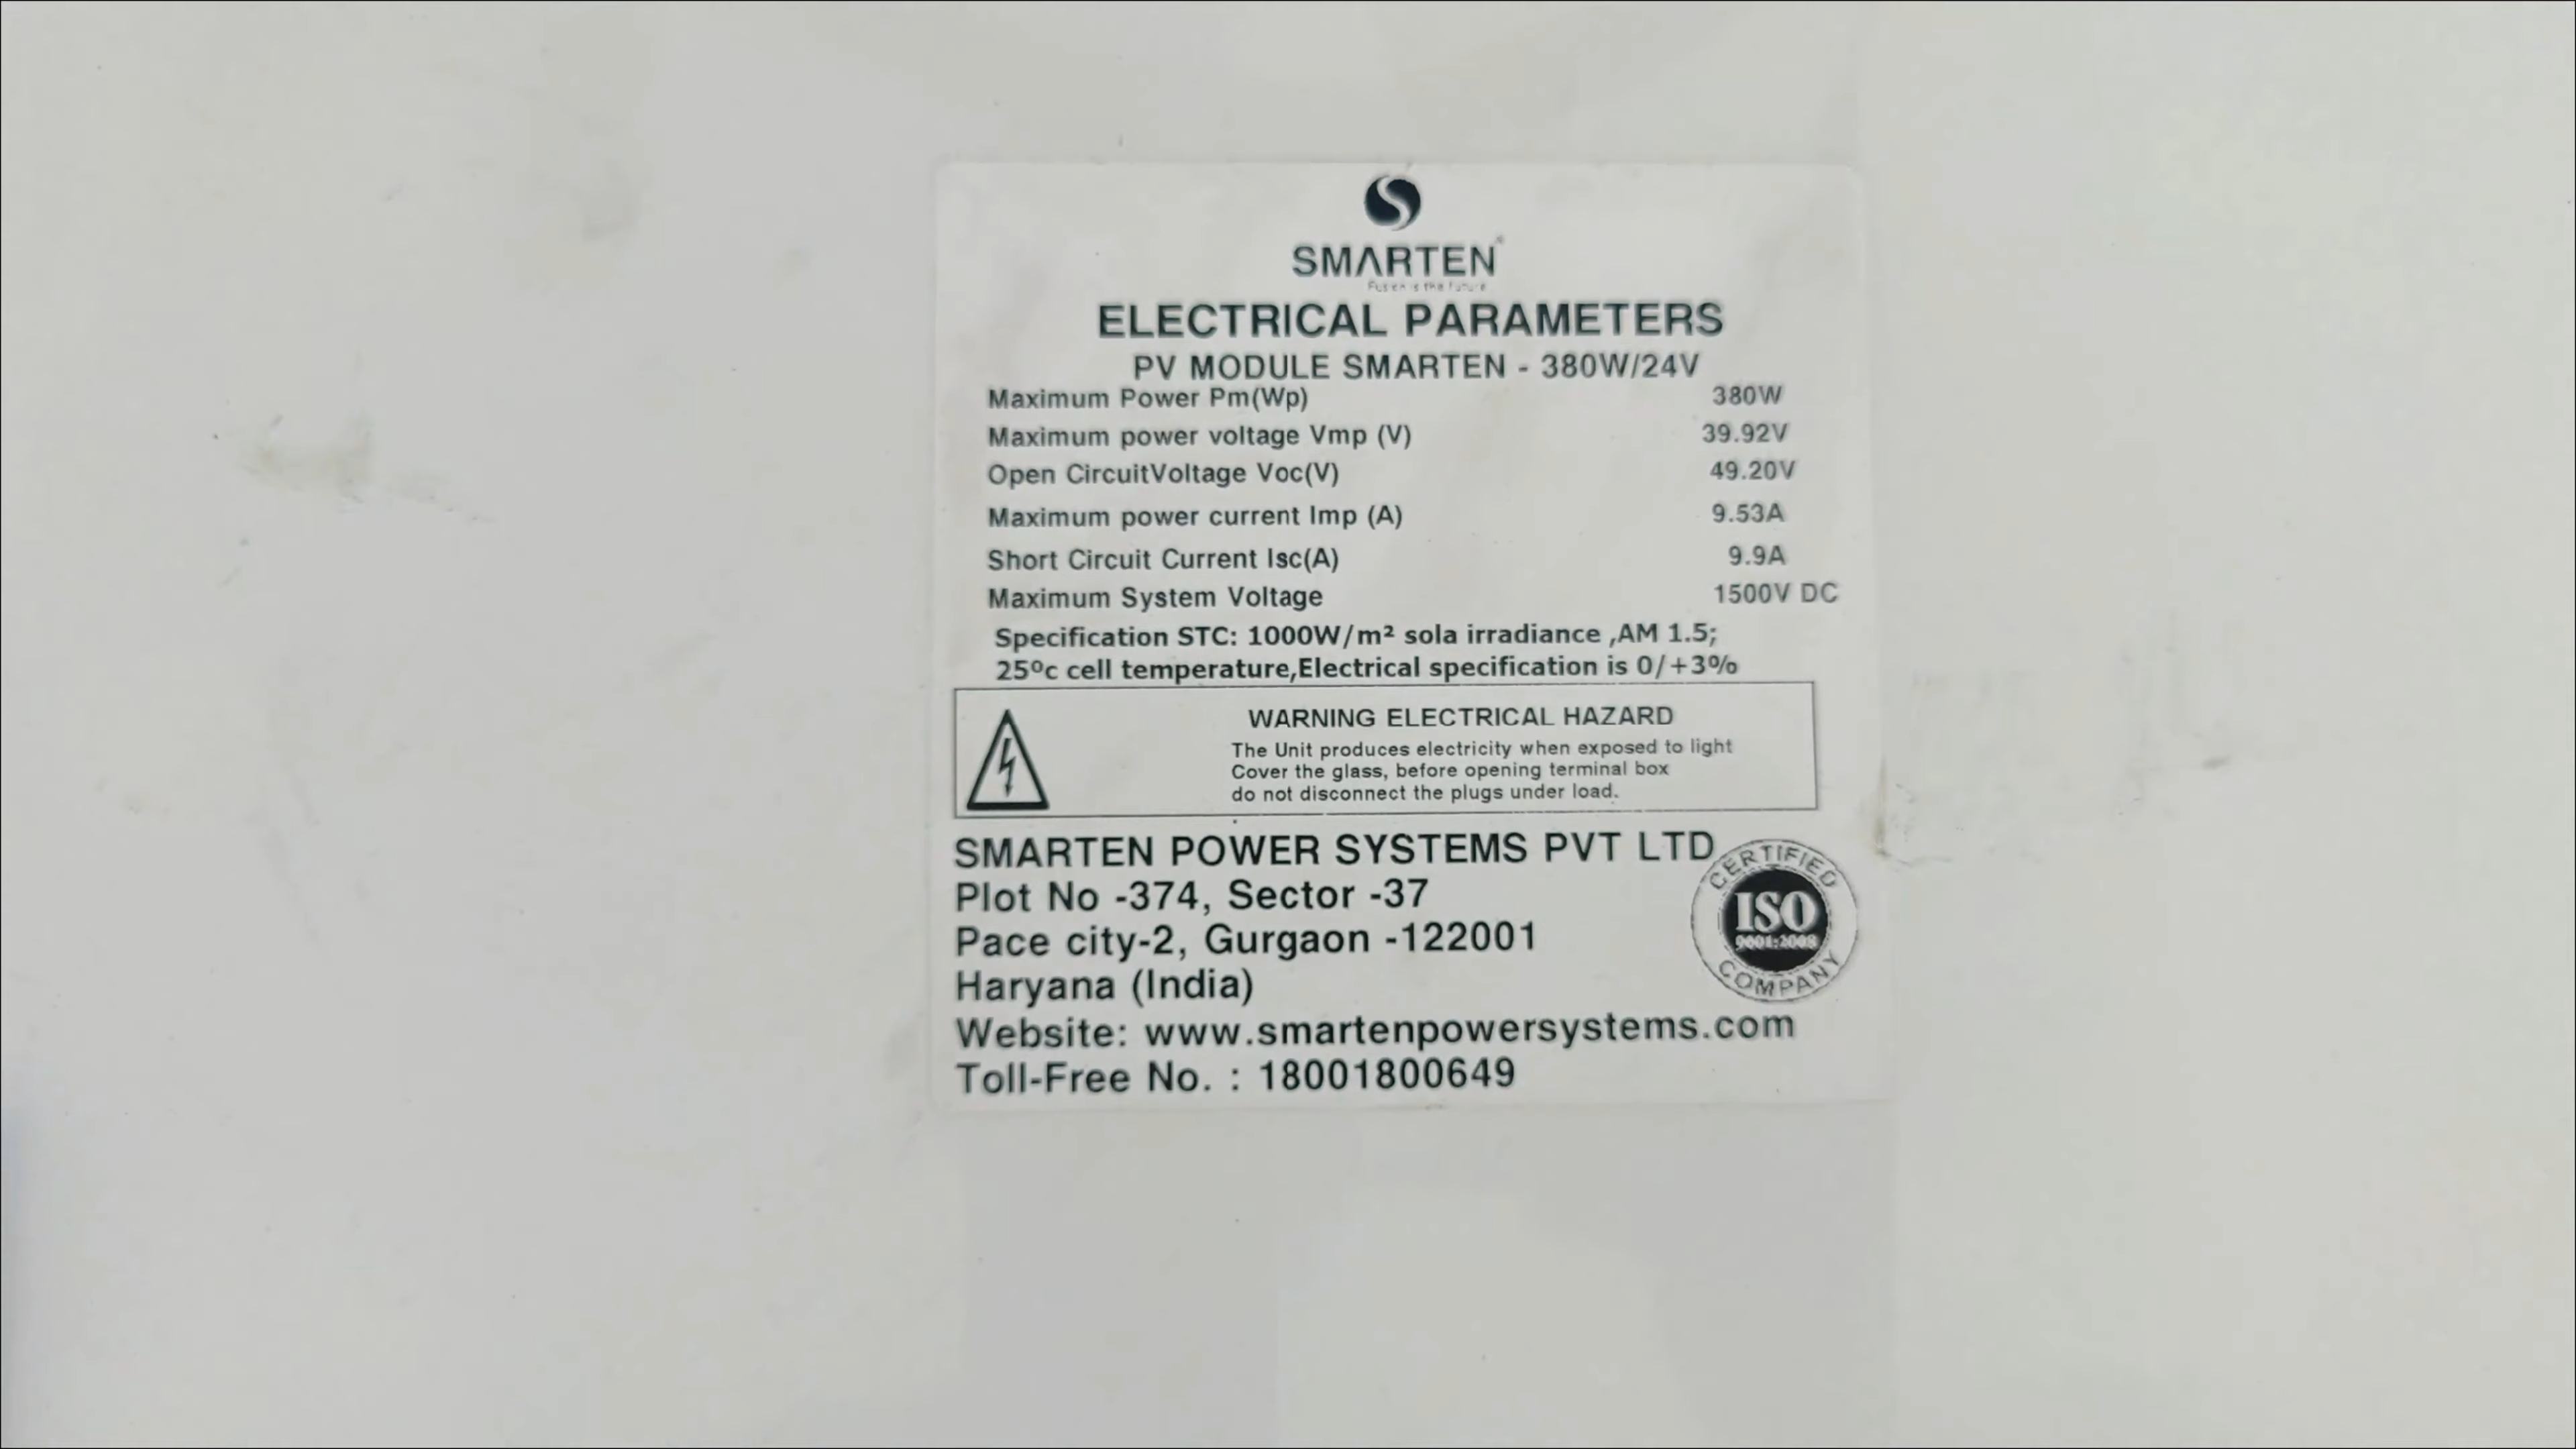 SMARTEN
Fusion is the future
ELECTRICAL PARAMETERS
PV MODULE SMARTEN - 380W/24V
Maximum Power Pm(Wp) 380W
Maximum power voltage Vmp (V) 39.92V
Open CircuitVoltage Voc(V) 49.20V
Maximum power current Imp (A) 9.53A
Short Circuit Current Isc(A) 9.9A
Maximum System Voltage 1500V DC
Specification STC: 1000W/m² sola irradiance ,AM 1.5;
25ºc cell temperature,Electrical specification is 0/+3%
WARNING ELECTRICAL HAZARD
The Unit produces electricity when exposed to light
Cover the glass, before opening terminal box
do not disconnect the plugs under load.
SMARTEN POWER SYSTEMS PVT LTD
Plot No -374, Sector -37
Pace city-2, Gurgaon -122001
Haryana (India)
Website: www.smartenpowersystems.com
Toll-Free No. : 18001800649
CERTIFIED
ISO
9001:2008
COMPANY